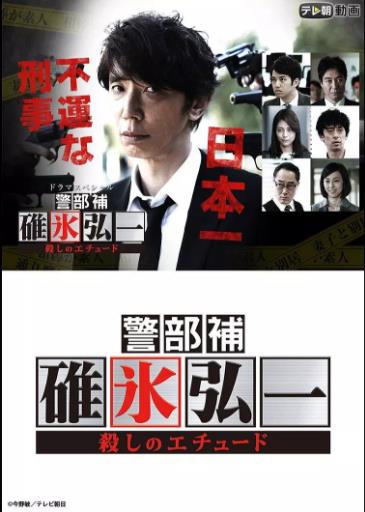 テレ朝動画
不運な
刑事
日本一
ドラマスペシャル
警部補
碓氷弘一
殺しのエチュード
警部補
碓氷弘一
殺しのエチュード
©今野敏／テレビ朝日